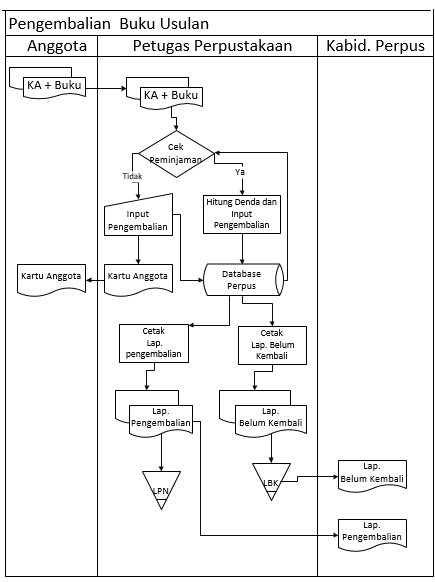 Pengembalian Buku Usulan
Anggota
Petugas Perpustakaan
Kabid. Perpus
KA + Buku
KA + Buku
Cek
Peminjaman
Tidak
Ya
Input
Pengembalian
Hitung Denda dan
Input
Pengembalian
Kartu Anggota
Kartu Anggota
Database
Perpus
Cetak
Lap.
pengembalian
Cetak
Lap. Belum
Kembali
Lap.
Pengembalian
Lap.
Belum Kembali
LPN
LBK
Lap.
Belum Kembali
Lap.
Pengembalian